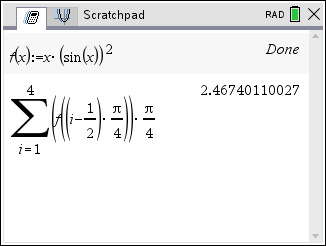 Scratchpad RAD
f(x):=x·(sin(x))² Done
∑_{i=1}^{4}(f((i-1/2)·π/4))·π/4 2.46740110027